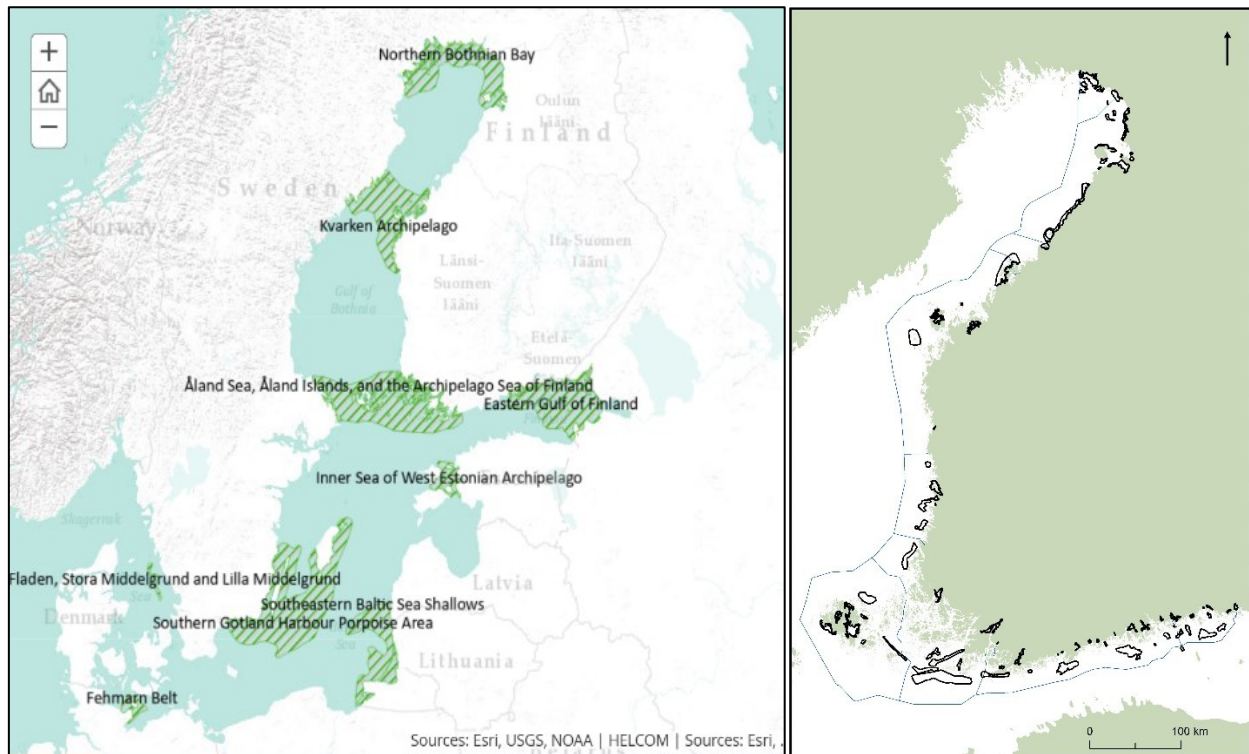 +
−
Northern Bothnian Bay
Oulun
lääni
Finland
Sweden
Norway
Kvarken Archipelago
Itä-Suomen
lääni
Länsi-
Suomen
lääni
Gulf of
Bothnia
Etelä-
Suomen
Åland Sea, Åland Islands, and the Archipelago Sea of Finland
Eastern Gulf of Finland
Inner Sea of West Estonian Archipelago
Skagerrak
Fladen, Stora Middelgrund and Lilla Middelgrund
Sea
Latvia
Southeastern Baltic Sea Shallows
Denmark
Southern Gotland Harbour Porpoise Area
Sea
Lithuania
Fehmarn Belt
Sources: Esri, USGS, NOAA | HELCOM | Sources: Esri, .
0 100 km